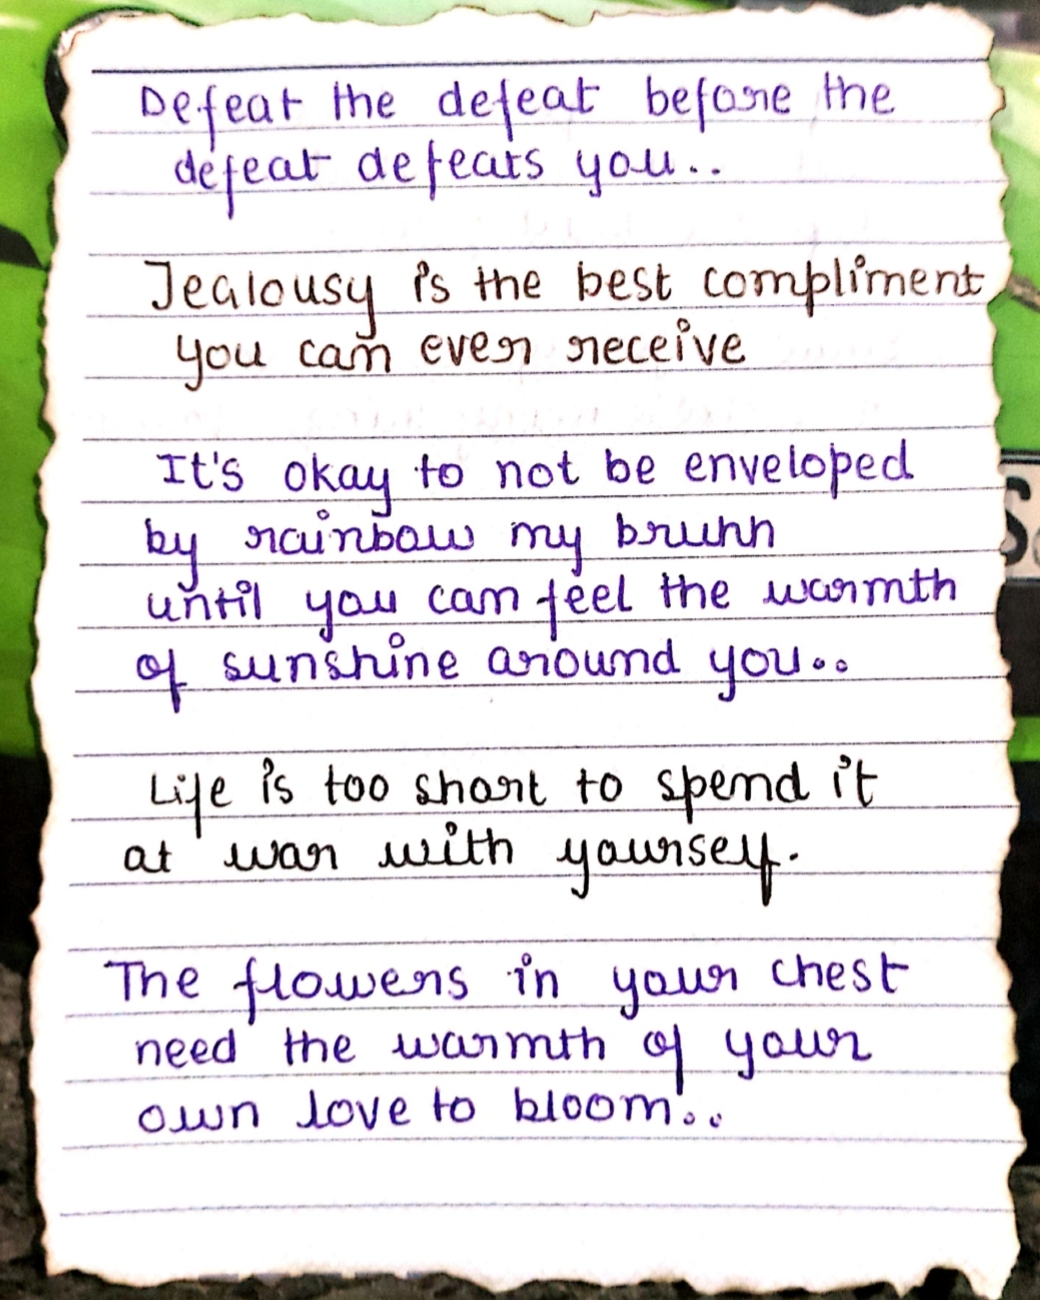 Defeat the defeat before the
defeat defeats you..
Jealousy is the best compliment
you can ever receive
It's okay to not be enveloped
by rainbow my bruhh
until you can feel the warmth
of sunshine around you..
Life is too short to spend it
at war with yourself.
The flowers in your chest
need the warmth of your
own love to bloom..